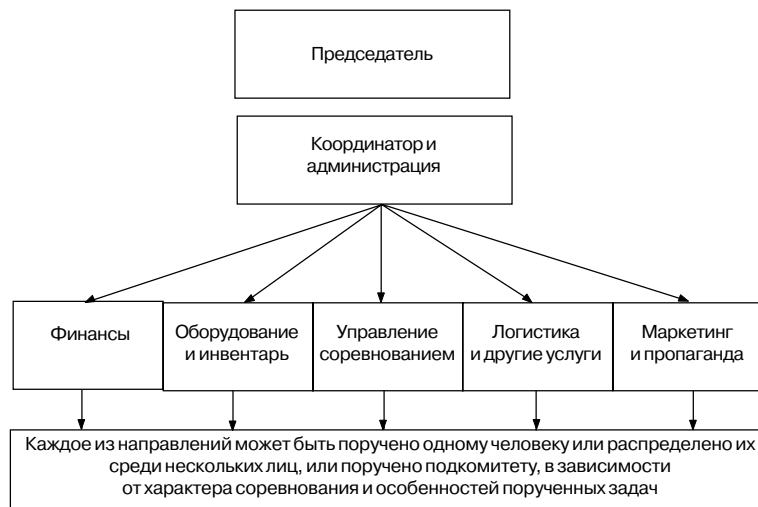 Председатель
Координатор и
администрация
Финансы
Оборудование
и инвентарь
Управление
соревнованием
Логистика
и другие услуги
Маркетинг
и пропаганда
Каждое из направлений может быть поручено одному человеку или распределено их
среди нескольких лиц, или поручено подкомитету, в зависимости
от характера соревнования и особенностей порученных задач